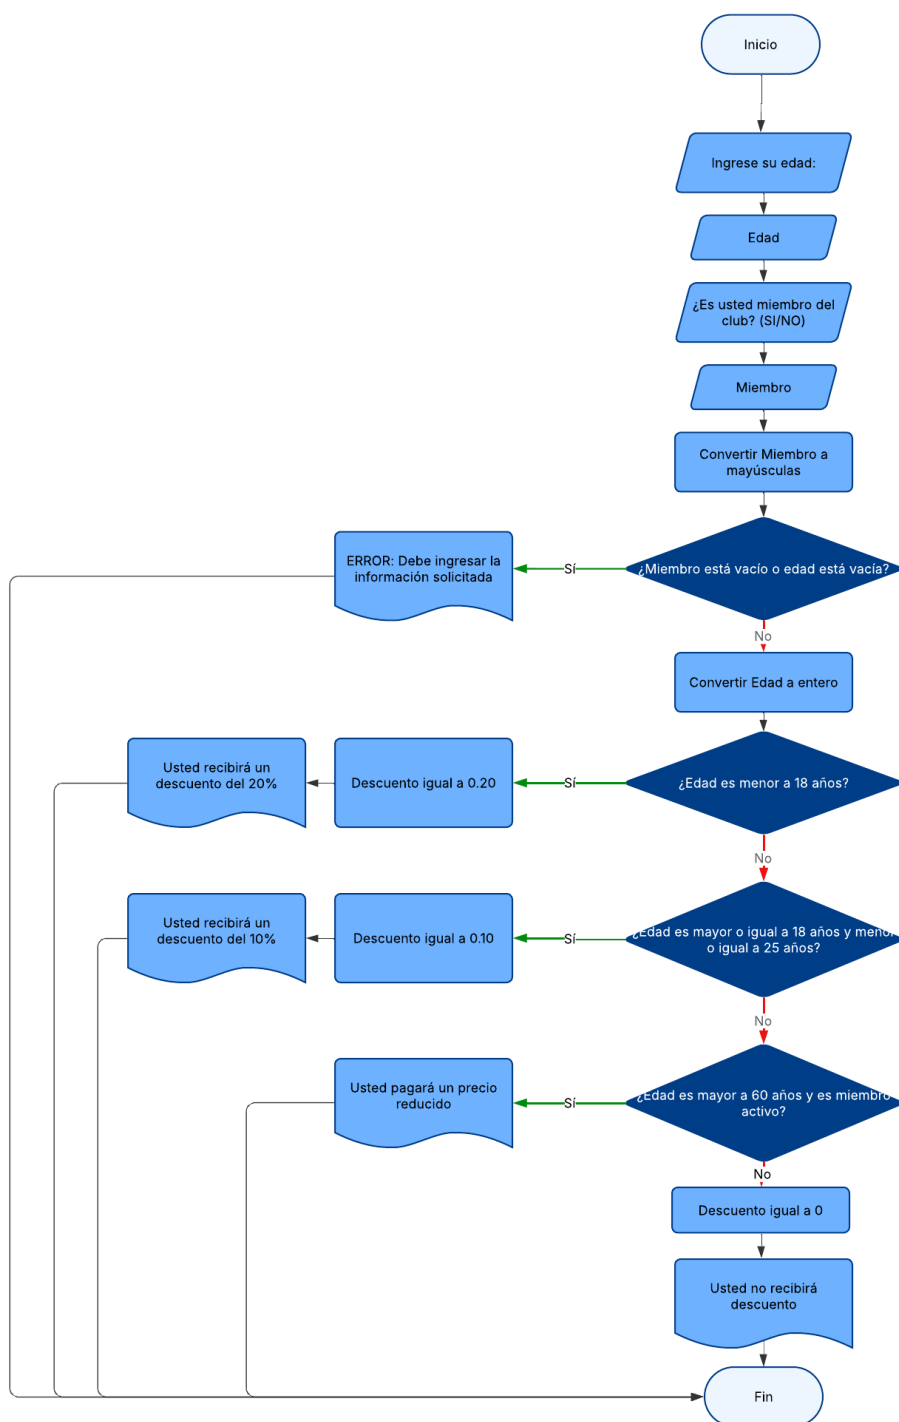 Inicio
Ingrese su edad:
Edad
¿Es usted miembro del
club? (SI/NO)
Miembro
Convertir Miembro a
mayúsculas
¿Miembro está vacío o edad está vacía?
Sí
ERROR: Debe ingresar la
información solicitada
No
Convertir Edad a entero
¿Edad es menor a 18 años?
Sí
Descuento igual a 0.20
Usted recibirá un
descuento del 20%
No
¿Edad es mayor o igual a 18 años y menor
o igual a 25 años?
Sí
Descuento igual a 0.10
Usted recibirá un
descuento del 10%
No
¿Edad es mayor a 60 años y es miembro
activo?
Sí
Usted pagará un precio
reducido
No
Descuento igual a 0
Usted no recibirá
descuento
Fin